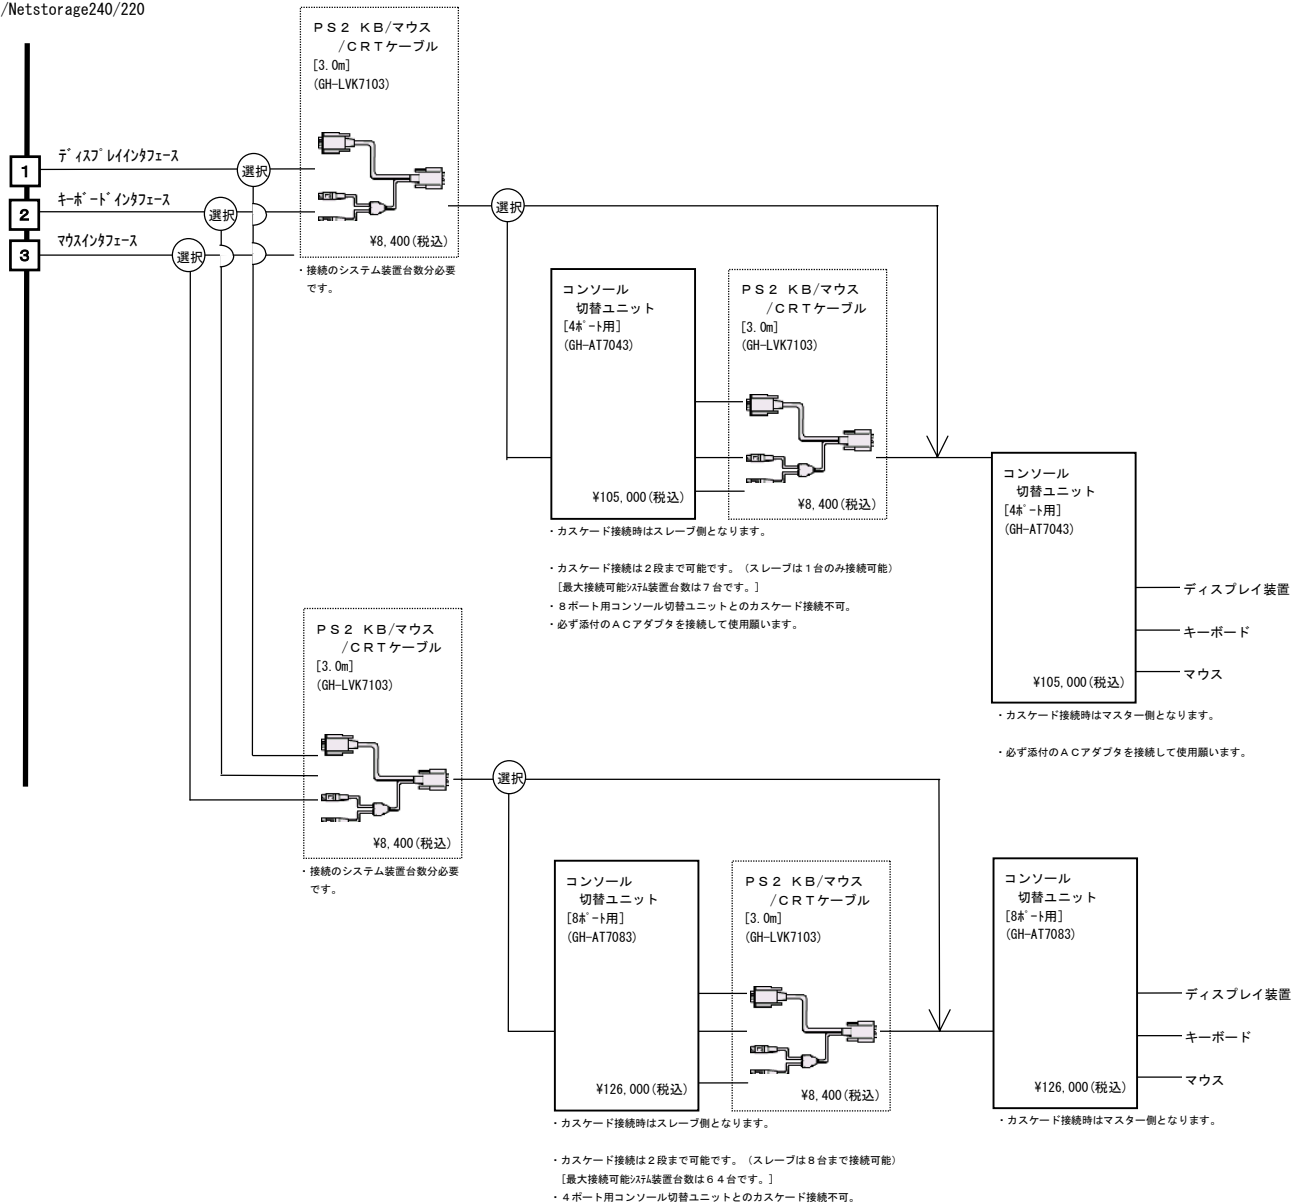 /Netstorage240/220
ＰＳ２ ＫＢ/マウス
/ＣＲＴケーブル
[3.0m]
(GH-LVK7103)
¥8,400(税込)
・接続のシステム装置台数分必要
です。
1
ﾃﾞｨｽﾌﾟﾚｲｲﾝﾀﾌｪｰｽ
選択
2
ｷｰﾎﾞｰﾄﾞｲﾝﾀﾌｪｰｽ
選択
3
ﾏｳｽｲﾝﾀﾌｪｰｽ
選択
選択
コンソール
切替ユニット
[4ﾎﾟｰﾄ用]
(GH-AT7043)
¥105,000(税込)
・カスケード接続時はスレーブ側となります。
・カスケード接続は２段まで可能です。（スレーブは１台のみ接続可能）
[最大接続可能ｼｽﾃﾑ装置台数は７台です。]
・８ポート用コンソール切替ユニットとのカスケード接続不可。
・必ず添付のＡＣアダプタを接続して使用願います。
ＰＳ２ ＫＢ/マウス
/ＣＲＴケーブル
[3.0m]
(GH-LVK7103)
¥8,400(税込)
コンソール
切替ユニット
[4ﾎﾟｰﾄ用]
(GH-AT7043)
¥105,000(税込)
ディスプレイ装置
キーボード
マウス
・カスケード接続時はマスター側となります。
・必ず添付のＡＣアダプタを接続して使用願います。
ＰＳ２ ＫＢ/マウス
/ＣＲＴケーブル
[3.0m]
(GH-LVK7103)
¥8,400(税込)
・接続のシステム装置台数分必要
です。
選択
コンソール
切替ユニット
[8ﾎﾟｰﾄ用]
(GH-AT7083)
¥126,000(税込)
・カスケード接続時はスレーブ側となります。
・カスケード接続は２段まで可能です。（スレーブは８台まで接続可能）
[最大接続可能ｼｽﾃﾑ装置台数は６４台です。]
・４ポート用コンソール切替ユニットとのカスケード接続不可。
ＰＳ２ ＫＢ/マウス
/ＣＲＴケーブル
[3.0m]
(GH-LVK7103)
¥8,400(税込)
コンソール
切替ユニット
[8ﾎﾟｰﾄ用]
(GH-AT7083)
¥126,000(税込)
ディスプレイ装置
キーボード
マウス
・カスケード接続時はマスター側となります。